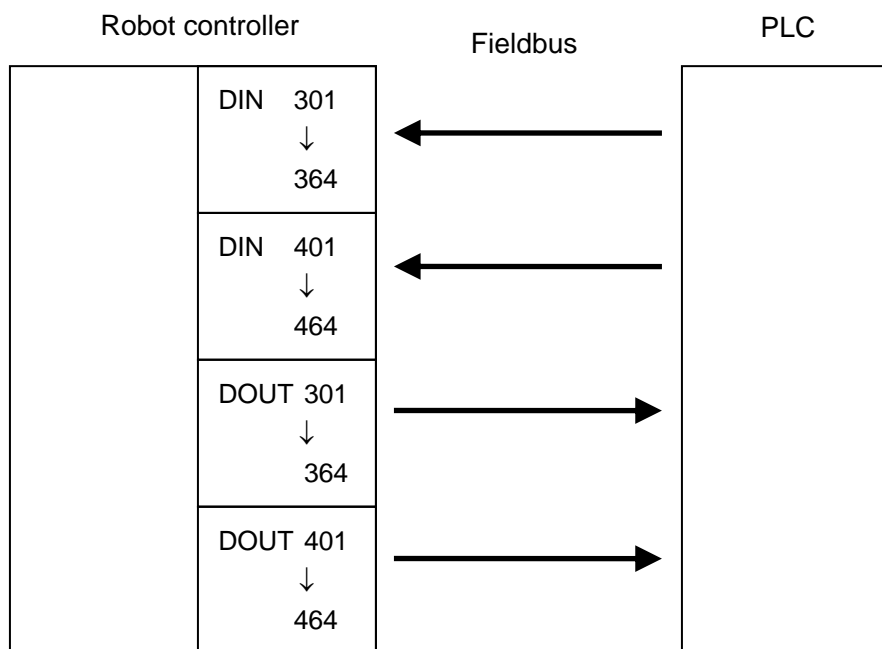 Robot controller
Fieldbus
PLC
DIN 301
↓
364
DIN 401
↓
464
DOUT 301
↓
364
DOUT 401
↓
464